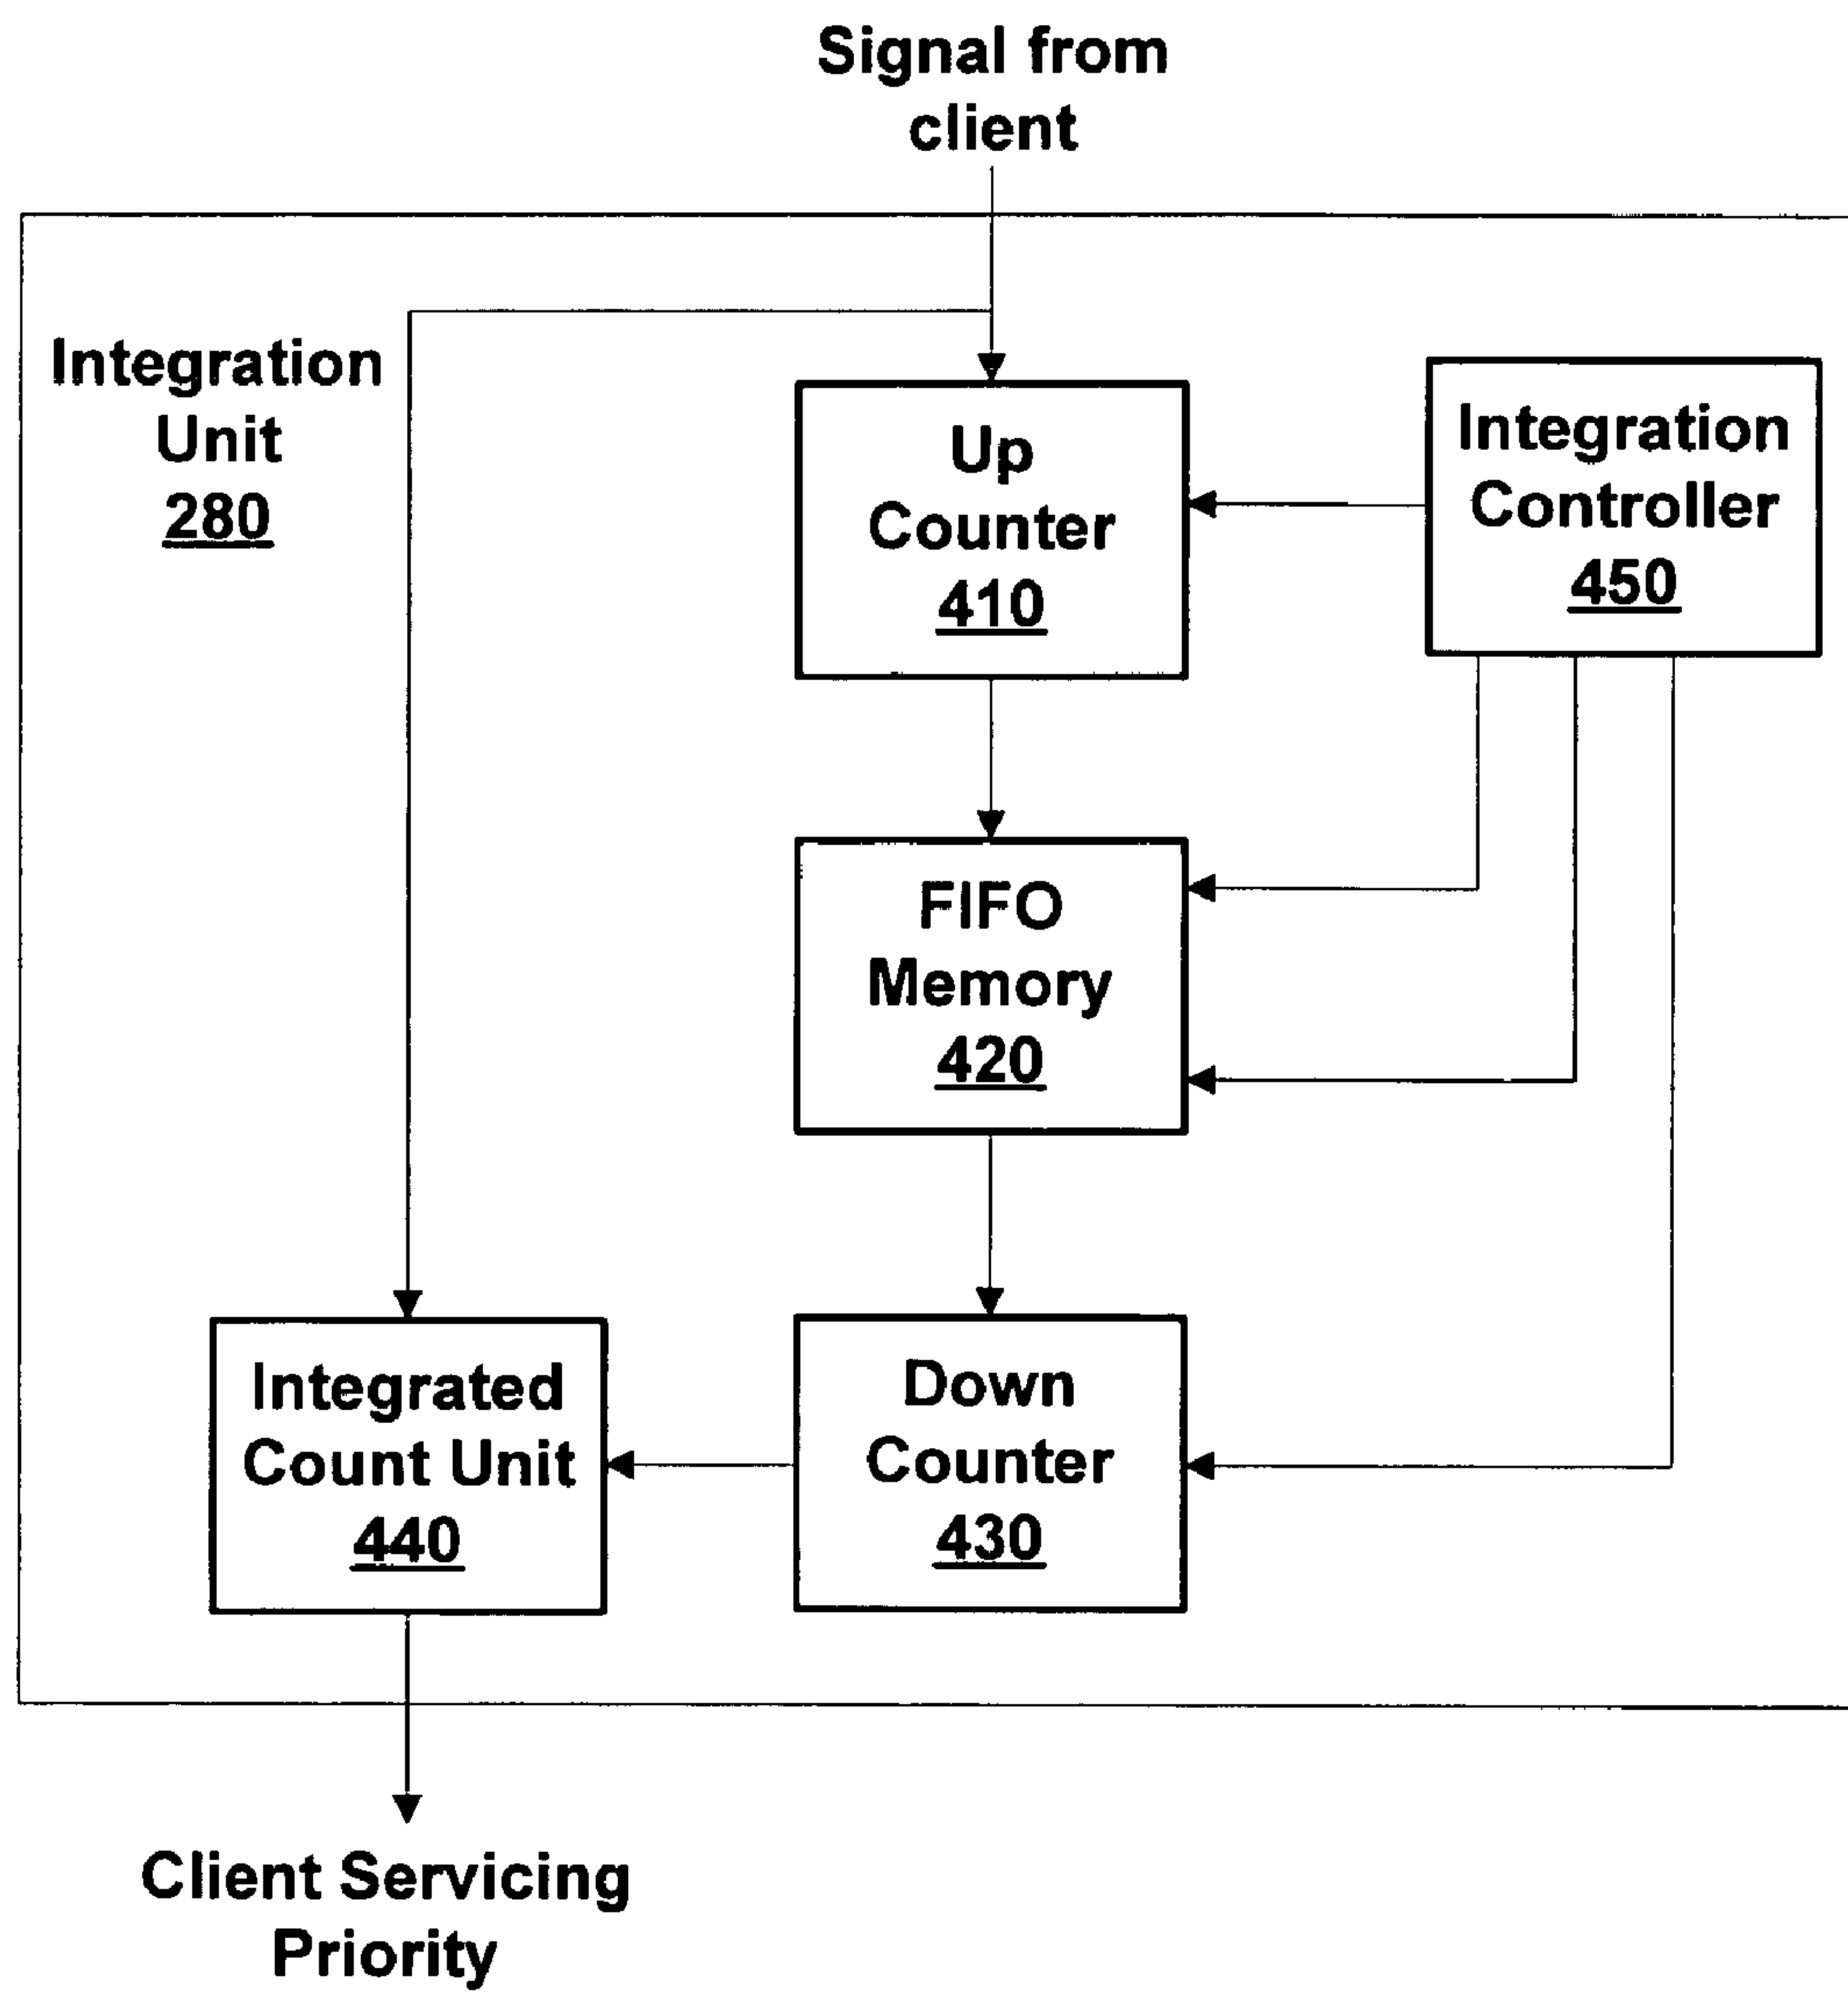 Signal from
client
Integration
Unit
280
Up
Counter
410
Integration
Controller
450
FIFO
Memory
420
Integrated
Count Unit
440
Down
Counter
430
Client Servicing
Priority